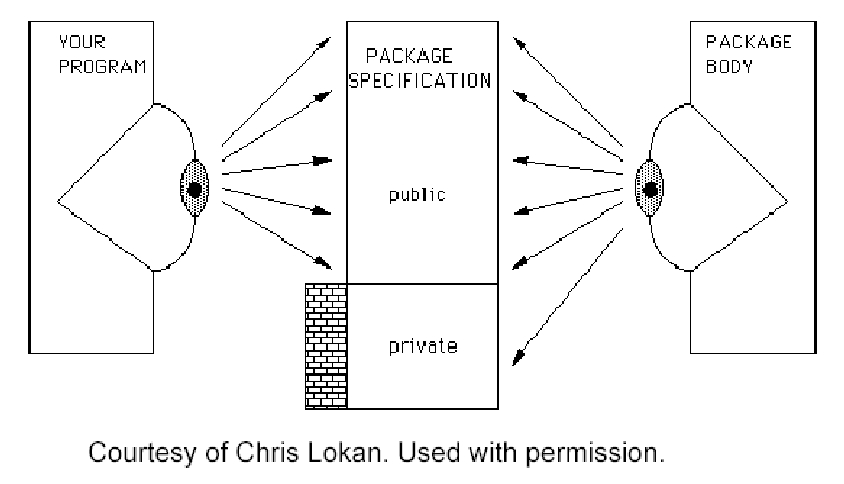 YOUR
PROGRAM
PACKAGE
SPECIFICATION
public
private
PACKAGE
BODY
Courtesy of Chris Lokan. Used with permission.